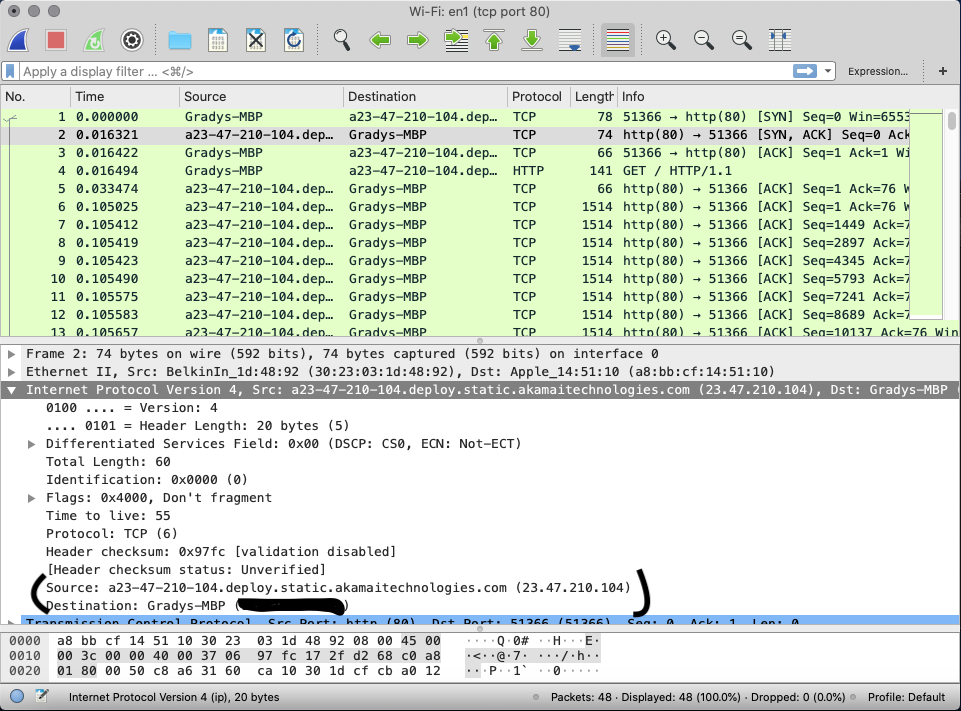 Wi-Fi: en1 (tcp port 80)
Apply a display filter ... <⌘/>
Expression...
+
No. Time Source Destination Protocol Length Info
1 0.000000 Gradys-MBP a23-47-210-104.dep… TCP 78 51366 → http(80) [SYN] Seq=0 Win=6553
2 0.016321 a23-47-210-104.dep… Gradys-MBP TCP 74 http(80) → 51366 [SYN, ACK] Seq=0 Ack
3 0.016422 Gradys-MBP a23-47-210-104.dep… TCP 66 51366 → http(80) [ACK] Seq=1 Ack=1 Wi
4 0.016494 Gradys-MBP a23-47-210-104.dep… HTTP 141 GET / HTTP/1.1
5 0.033474 a23-47-210-104.dep… Gradys-MBP TCP 66 http(80) → 51366 [ACK] Seq=1 Ack=76 W
6 0.105025 a23-47-210-104.dep… Gradys-MBP TCP 1514 http(80) → 51366 [ACK] Seq=1 Ack=76 W
7 0.105412 a23-47-210-104.dep… Gradys-MBP TCP 1514 http(80) → 51366 [ACK] Seq=1449 Ack=7
8 0.105419 a23-47-210-104.dep… Gradys-MBP TCP 1514 http(80) → 51366 [ACK] Seq=2897 Ack=7
9 0.105423 a23-47-210-104.dep… Gradys-MBP TCP 1514 http(80) → 51366 [ACK] Seq=4345 Ack=7
10 0.105490 a23-47-210-104.dep… Gradys-MBP TCP 1514 http(80) → 51366 [ACK] Seq=5793 Ack=7
11 0.105575 a23-47-210-104.dep… Gradys-MBP TCP 1514 http(80) → 51366 [ACK] Seq=7241 Ack=7
12 0.105583 a23-47-210-104.dep… Gradys-MBP TCP 1514 http(80) → 51366 [ACK] Seq=8689 Ack=7
13 0.105657 a23-47-210-104.dep… Gradys-MBP TCP 1514 http(80) → 51366 [ACK] Seq=10137 Ack=76 Win
Frame 2: 74 bytes on wire (592 bits), 74 bytes captured (592 bits) on interface 0
Ethernet II, Src: BelkinIn_1d:48:92 (30:23:03:1d:48:92), Dst: Apple_14:51:10 (a8:bb:cf:14:51:10)
Internet Protocol Version 4, Src: a23-47-210-104.deploy.static.akamaitechnologies.com (23.47.210.104), Dst: Gradys-MBP (
0100 .... = Version: 4
.... 0101 = Header Length: 20 bytes (5)
Differentiated Services Field: 0x00 (DSCP: CS0, ECN: Not-ECT)
Total Length: 60
Identification: 0x0000 (0)
Flags: 0x4000, Don't fragment
Time to live: 55
Protocol: TCP (6)
Header checksum: 0x97fc [validation disabled]
[Header checksum status: Unverified]
Source: a23-47-210-104.deploy.static.akamaitechnologies.com (23.47.210.104)
Destination: Gradys-MBP ( )
Transmission Control Protocol, Src Port: http (80), Dst Port: 51366 (51366), Seq: 0, Ack: 1, Len: 0
0000 a8 bb cf 14 51 10 30 23 03 1d 48 92 08 00 45 00 ····Q·0# ··H···E·
0010 00 3c 00 00 40 00 37 06 97 fc 17 2f d2 68 c0 a8 ·<··@·7· ···/·h··
0020 01 80 00 50 c8 a6 31 60 ca 10 30 1d cf cb a0 12 ···P··1` ··0·····
Internet Protocol Version 4 (ip), 20 bytes
Packets: 48 · Displayed: 48 (100.0%) · Dropped: 0 (0.0%)
Profile: Default